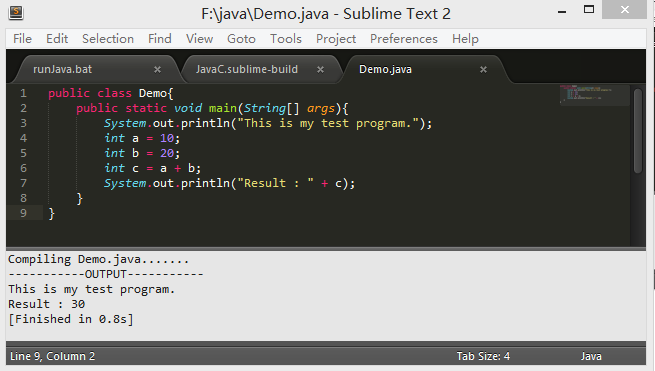 F:\java\Demo.java - Sublime Text 2
File Edit Selection Find View Goto Tools Project Preferences Help
runJava.bat JavaC.sublime-build Demo.java
1 public class Demo{
2 public static void main(String[] args){
3 System.out.println("This is my test program.");
4 int a = 10;
5 int b = 20;
6 int c = a + b;
7 System.out.println("Result : " + c);
8 }
9 }
Compiling Demo.java.......
-----------OUTPUT-----------
This is my test program.
Result : 30
[Finished in 0.8s]
Line 9, Column 2 Tab Size: 4 Java